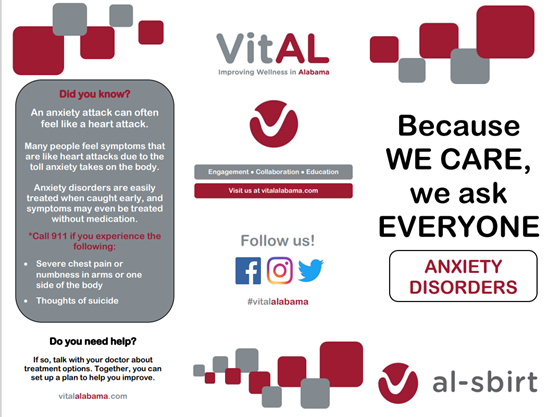 Did you know?
An anxiety attack can often
feel like a heart attack.
Many people feel symptoms that
are like heart attacks due to the
toll anxiety takes on the body.
Anxiety disorders are easily
treated when caught early, and
symptoms may even be treated
without medication.
*Call 911 if you experience the
following:
• Severe chest pain or
numbness in arms or one
side of the body
• Thoughts of suicide
Do you need help?
If so, talk with your doctor about
treatment options. Together, you can
set up a plan to help you improve.
vitalalabama.com
VitAL
Improving Wellness in Alabama
Engagement • Collaboration • Education
Visit us at vitalalabama.com
Follow us!
#vitalalabama
Because
WE CARE,
we ask
EVERYONE
ANXIETY
DISORDERS
al-sbirt